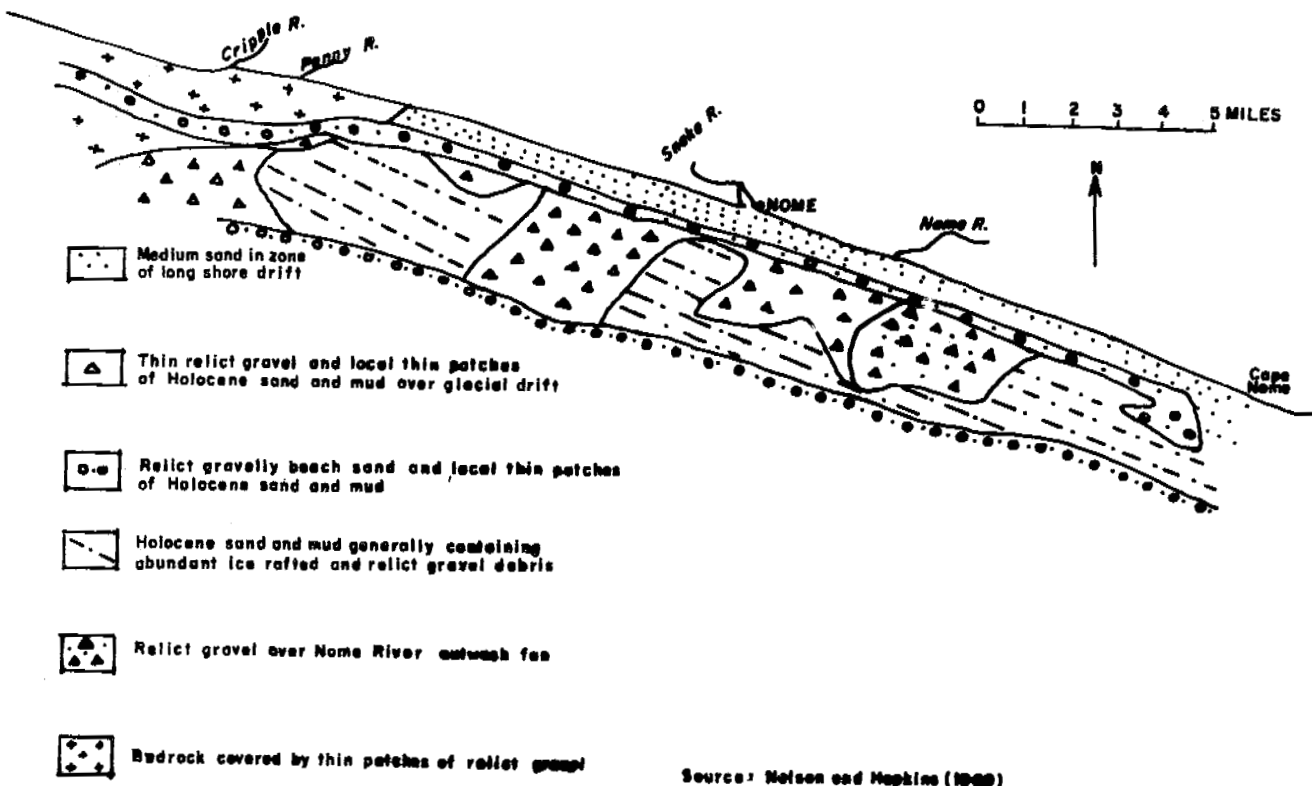 Cripple R.
Penny R.
0 1 2 3 4 5 MILES
Snake R.
N
NOME
Nome R.
Cape Nome
Medium sand in zone
of long shore drift
Thin relict gravel and local thin patches
of Holocene sand and mud over glacial drift
Relict gravelly beach sand and local thin patches
of Holocene sand and mud
Holocene sand and mud generally containing
abundant ice rafted and relict gravel debris
Relict gravel over Nome River outwash fan
Bedrock covered by thin patches of relict gravel
Source: Nelson and Hopkins